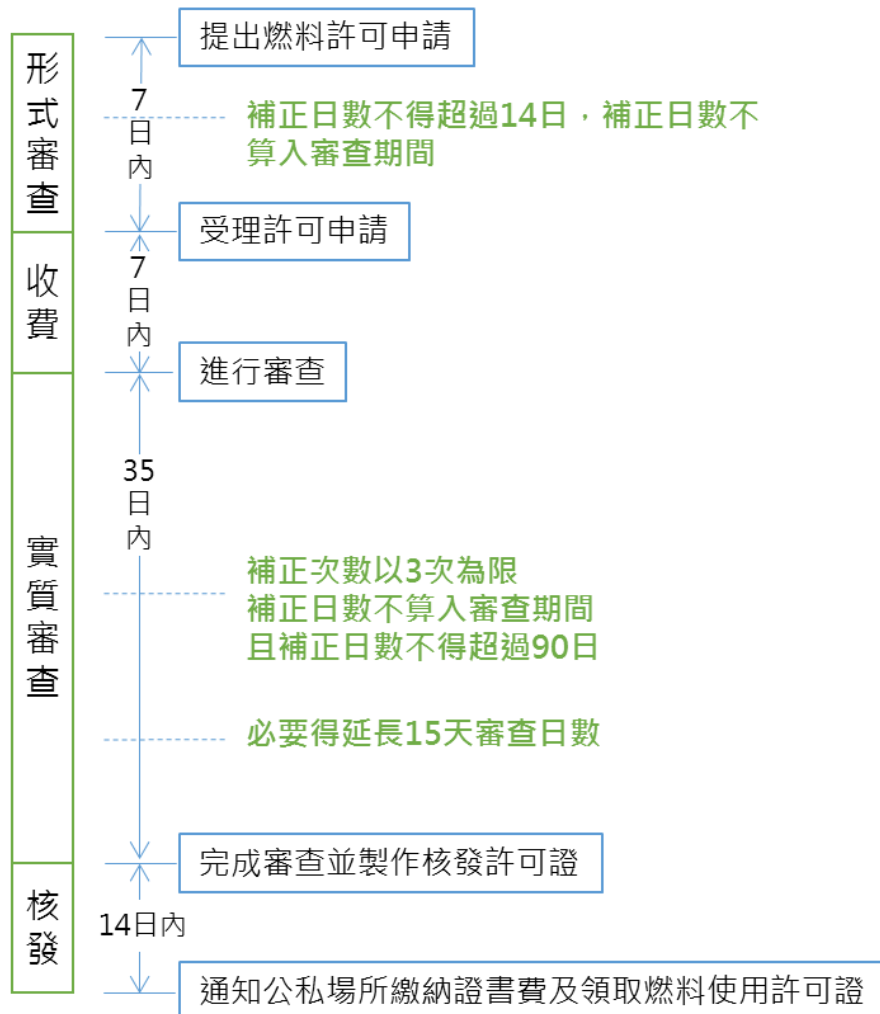 提出燃料許可申請
形式審查
7日內
補正日數不得超過14日，補正日數不
算入審查期間
受理許可申請
收費
7日內
進行審查
實質審查
35日內
補正次數以3次為限
補正日數不算入審查期間
且補正日數不得超過90日
必要得延長15天審查日數
完成審查並製作核發許可證
核發
14日內
通知公私場所繳納證書費及領取燃料使用許可證